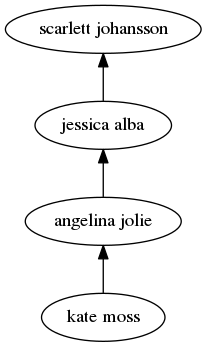 scarlett johansson
jessica alba
angelina jolie
kate moss